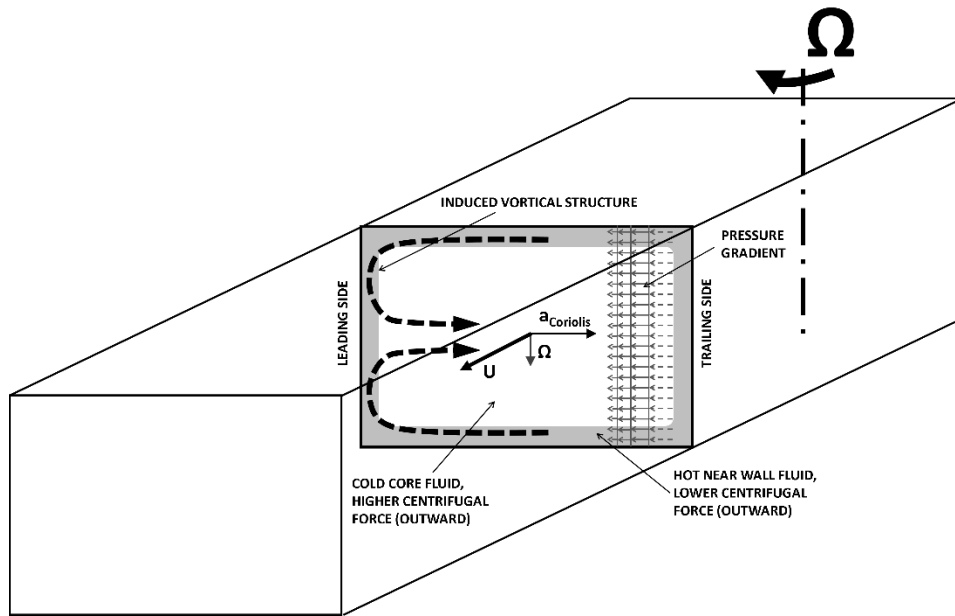 Ω
INDUCED VORTICAL STRUCTURE
PRESSURE
GRADIENT
LEADING SIDE
TRAILING SIDE
aCoriolis
Ω
U
COLD CORE FLUID,
HIGHER CENTRIFUGAL
FORCE (OUTWARD)
HOT NEAR WALL FLUID,
LOWER CENTRIFUGAL
FORCE (OUTWARD)